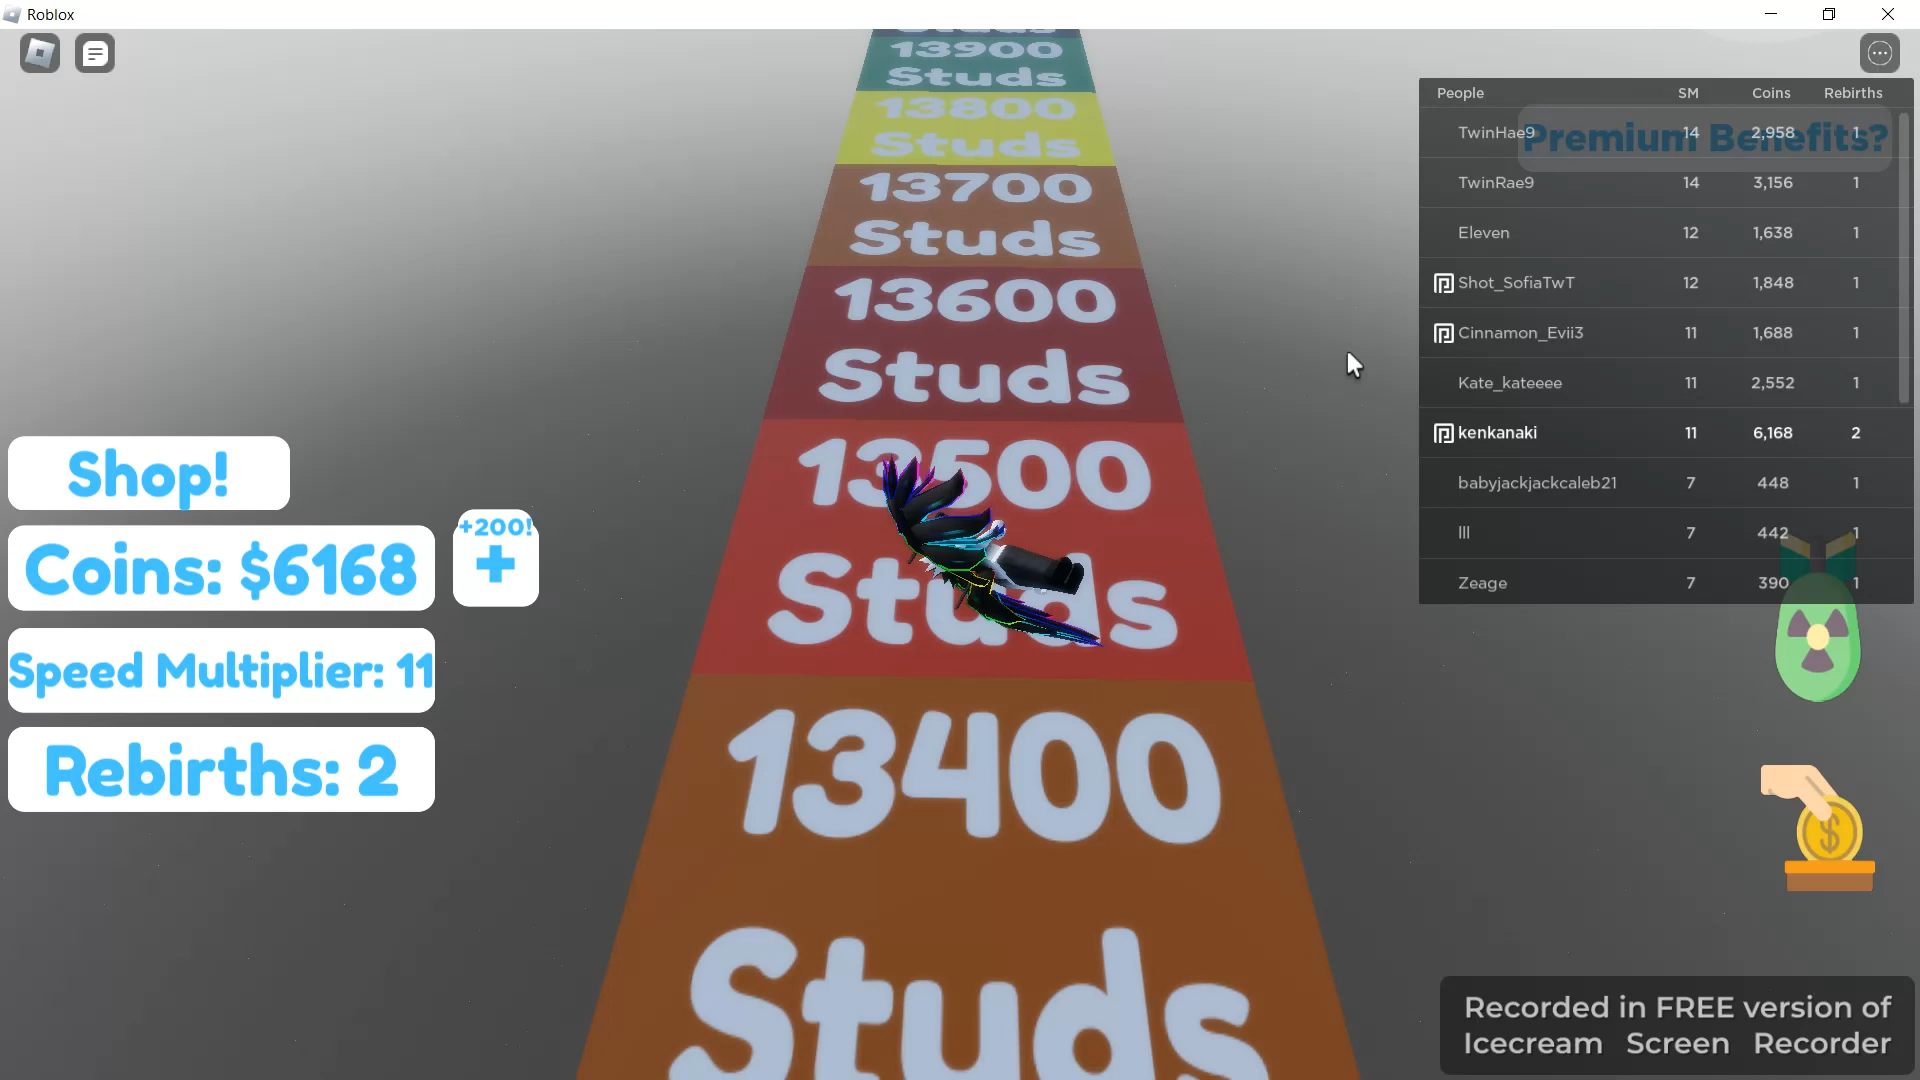 Roblox
Studs
13900
Studs
13800
Studs
13700
Studs
13600
Studs
13500
Studs
13400
Studs
Shop!
Coins: $6168
+200!
+
Speed Multiplier: 11
Rebirths: 2
People SM Coins Rebirths
Premium Benefits?
TwinHae9 14 2,958 1
TwinRae9 14 3,156 1
Eleven 12 1,638 1
Shot_SofiaTwT 12 1,848 1
Cinnamon_Evii3 11 1,688 1
Kate_kateeee 11 2,552 1
kenkanaki 11 6,168 2
babyjackjackcaleb21 7 448 1
lll 7 442 1
Zeage 7 390 1
$
Recorded in FREE version of
Icecream Screen Recorder